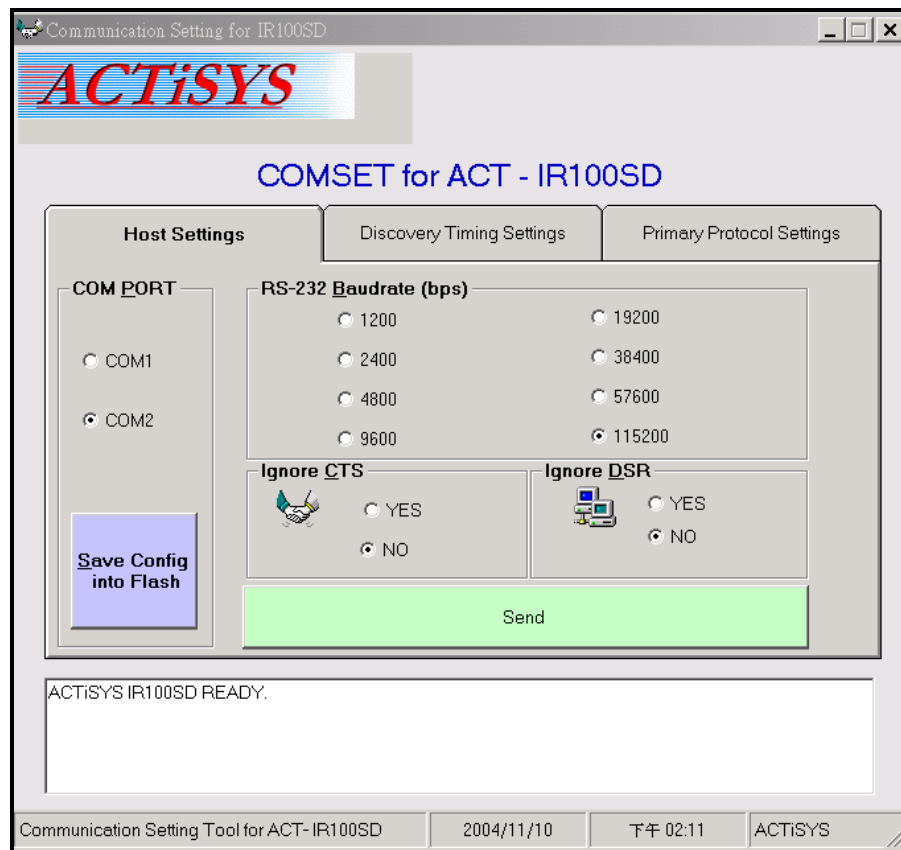 Communication Setting for IR100SD
ACTiSYS
COMSET for ACT - IR100SD
Host Settings
Discovery Timing Settings
Primary Protocol Settings
COM PORT
COM1
COM2
Save Config
into Flash
RS-232 Baudrate (bps)
1200
19200
2400
38400
4800
57600
9600
115200
Ignore CTS
YES
NO
Ignore DSR
YES
NO
Send
ACTiSYS IR100SD READY.
Communication Setting Tool for ACT- IR100SD
2004/11/10
下午 02:11
ACTiSYS